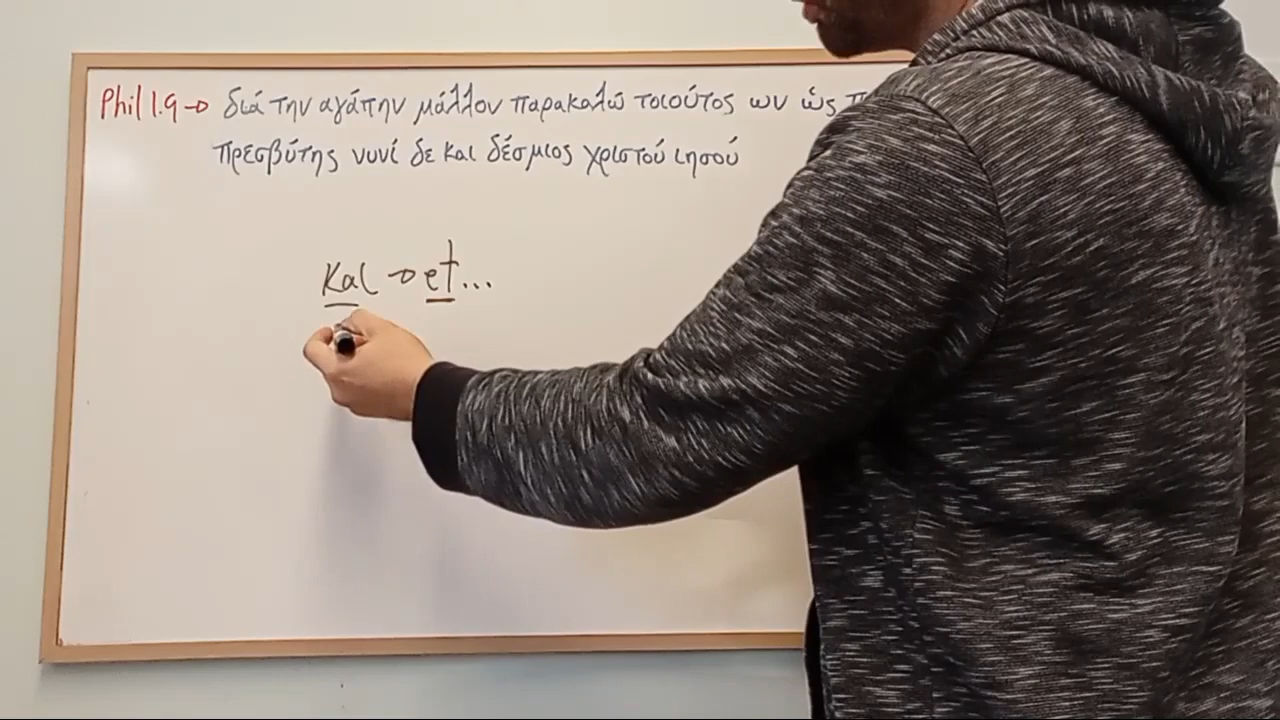 Phil 1.9→ διά την αγάπην μάλλον παρακαλώ τοιούτος ων ώς
πρεσβύτης νυνί δε και δέσμιος χριστού ιησού
και → et...